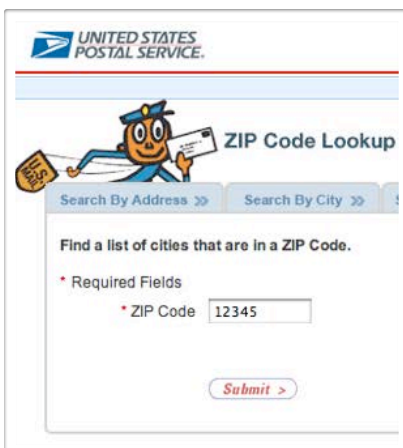 UNITED STATES
POSTAL SERVICE®
ZIP Code Lookup
U.S. MAIL
Search By Address >> Search By City >>
Find a list of cities that are in a ZIP Code.
* Required Fields
* ZIP Code 12345
Submit >